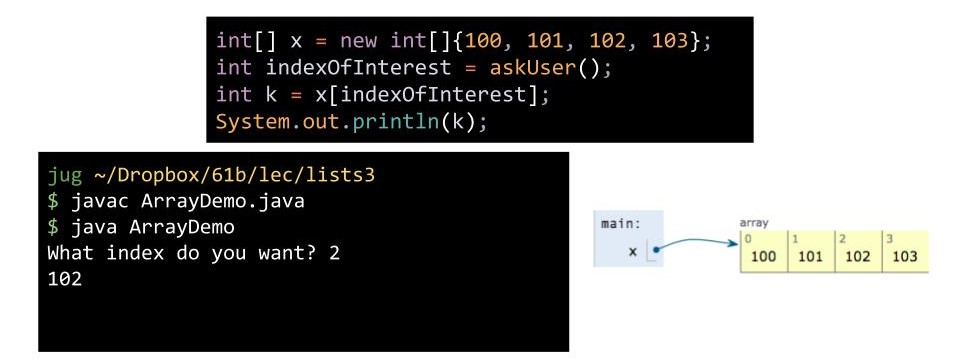 int[] x = new int[]{100, 101, 102, 103};
int indexOfInterest = askUser();
int k = x[indexOfInterest];
System.out.println(k);
jug ~/Dropbox/61b/lec/lists3
$ javac ArrayDemo.java
$ java ArrayDemo
What index do you want? 2
102
main:
x
array
0 1 2 3
100 101 102 103